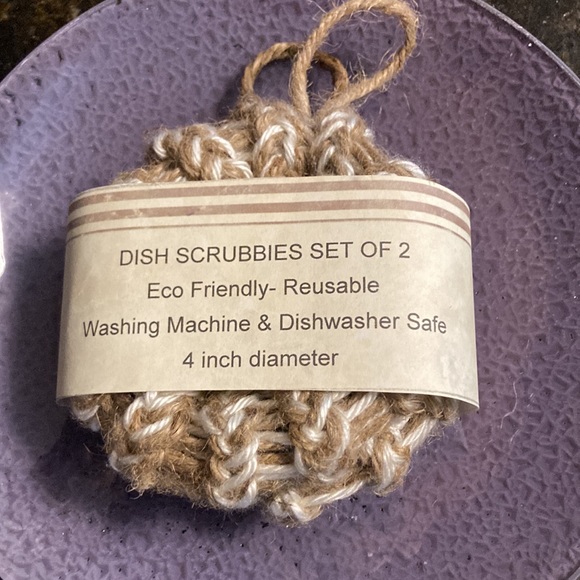 DISH SCRUBBIES SET OF 2
Eco Friendly- Reusable
Washing Machine & Dishwasher Safe
4 inch diameter